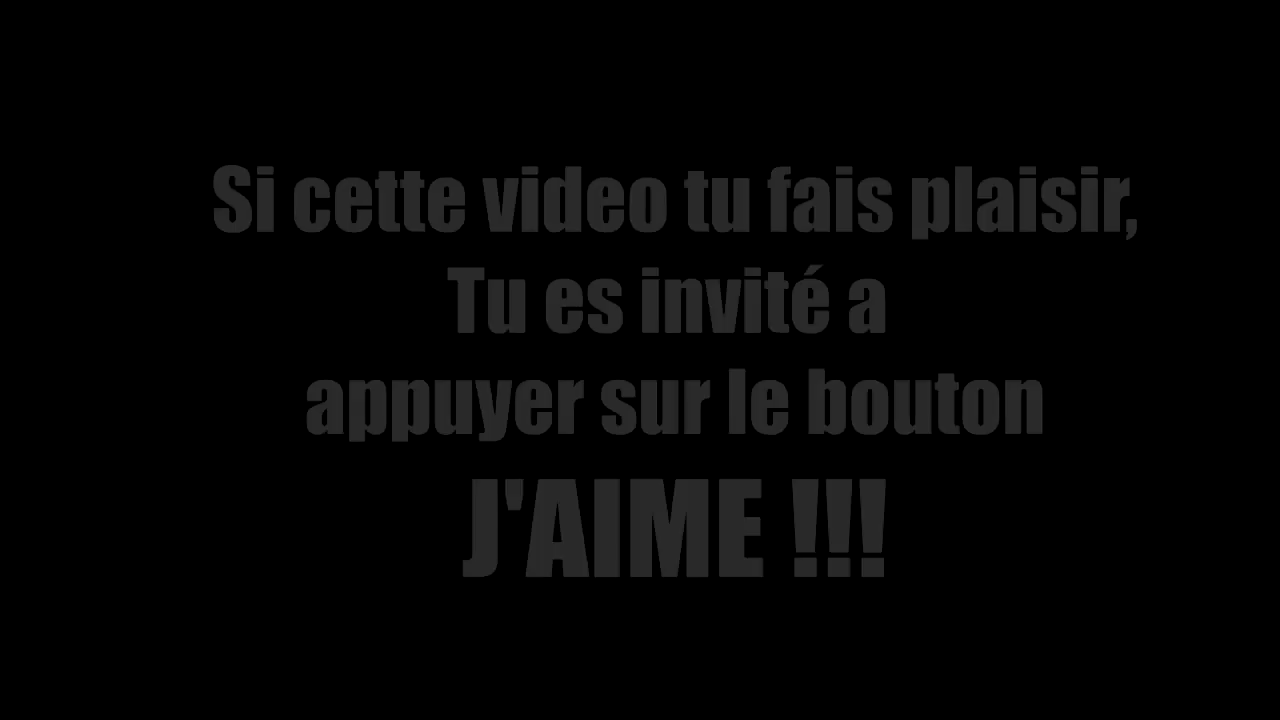 Si cette video tu fais plaisir,
Tu es invité a
appuyer sur le bouton
J'AIME !!!